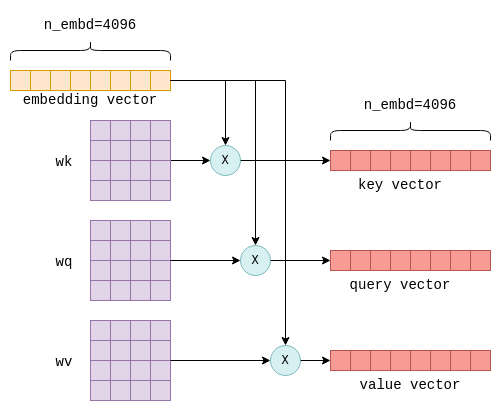 n_embd=4096
embedding vector
n_embd=4096
wk
X
key vector
wq
X
query vector
wv
X
value vector